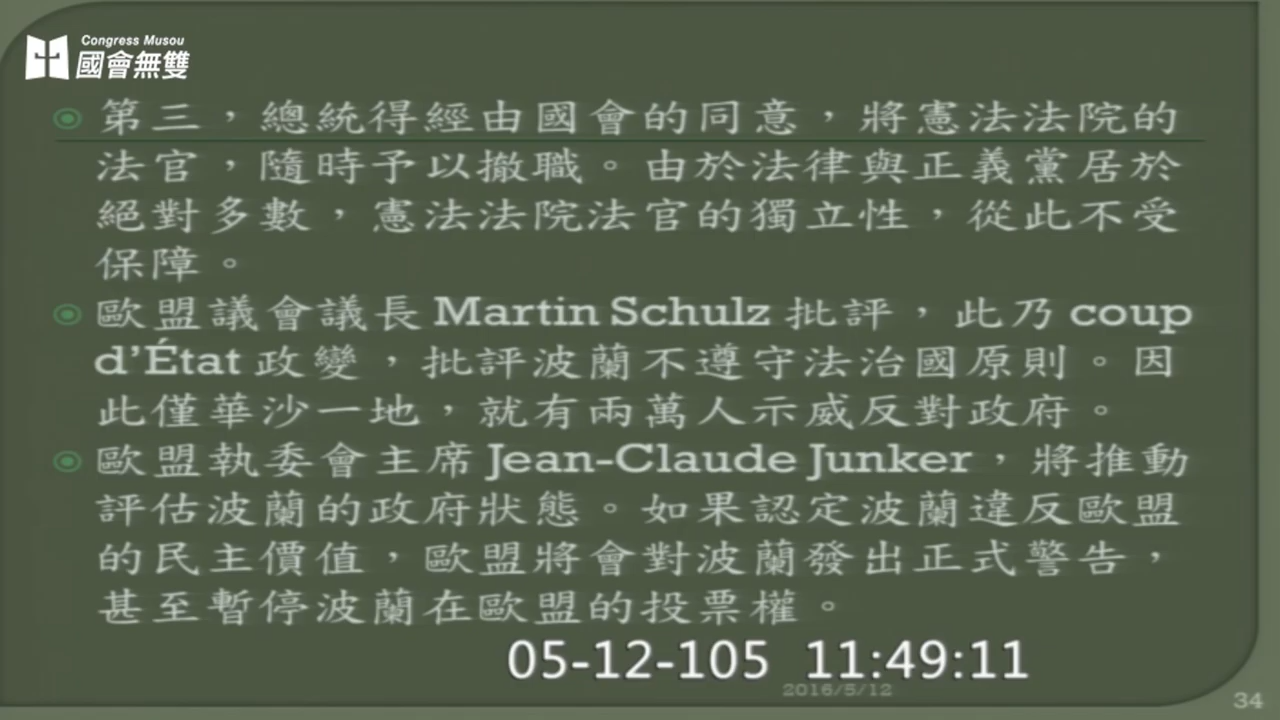 Congress Musou
國會無雙
第三，總統得經由國會的同意，將憲法法院的
法官，隨時予以撤職。由於法律與正義黨居於
絕對多數，憲法法院法官的獨立性，從此不受
保障。
歐盟議會議長 Martin Schulz 批評，此乃 coup
d’État 政變，批評波蘭不遵守法治國原則。因
此僅華沙一地，就有兩萬人示威反對政府。
歐盟執委會主席 Jean-Claude Junker，將推動
評估波蘭的政府狀態。如果認定波蘭違反歐盟
的民主價值，歐盟將會對波蘭發出正式警告，
甚至暫停波蘭在歐盟的投票權。
05-12-105 11:49:11
2016/5/12
34